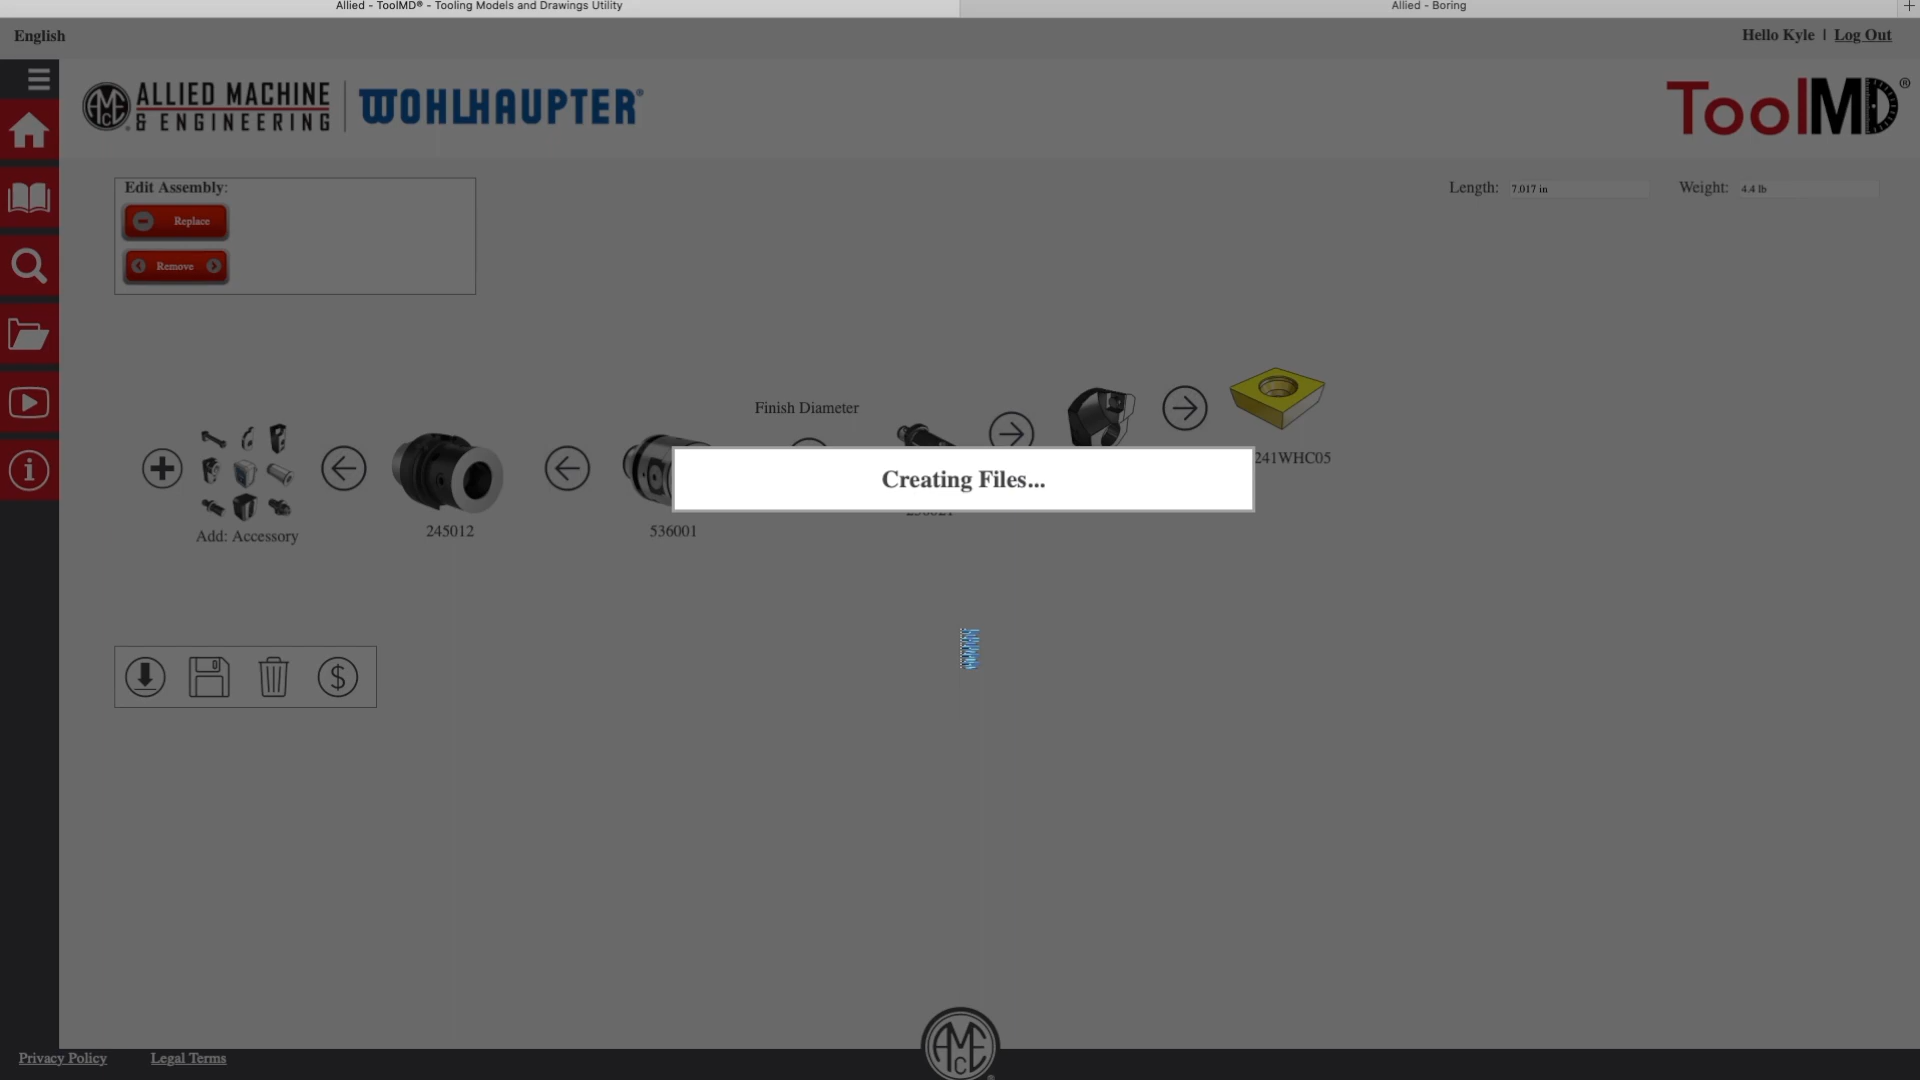 Allied - ToolMD® - Tooling Models and Drawings Utility
Allied - Boring
English
Hello Kyle | Log Out
ALLIED MACHINE
& ENGINEERING
WOHLHAUPTER®
ToolMD®
Edit Assembly:
Replace
Remove
Length: 7.017 in
Weight: 4.4 lb
Finish Diameter
241WHC05
Creating Files...
245012
536001
Add: Accessory
Privacy Policy
Legal Terms